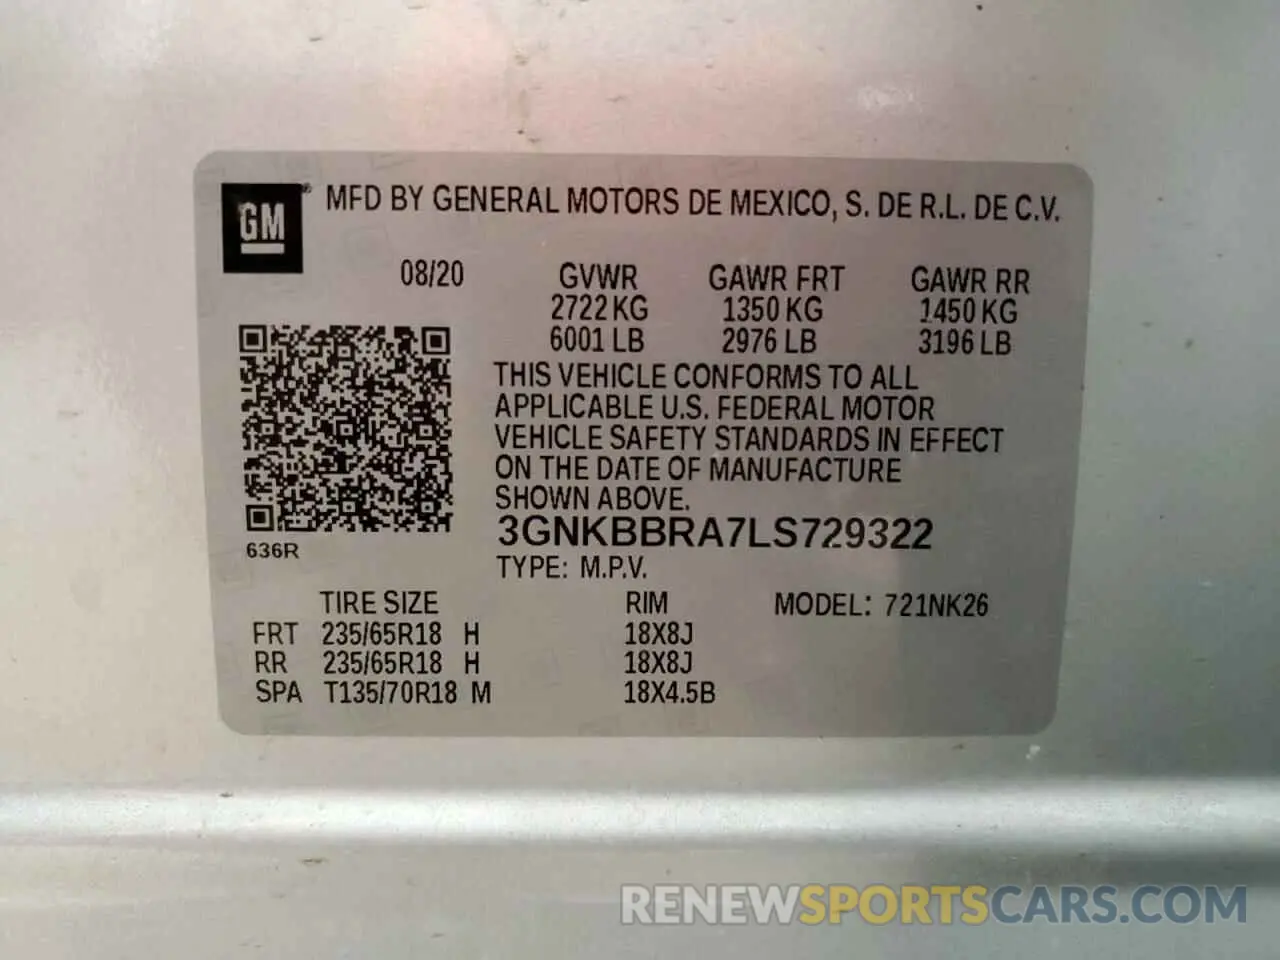 GM ® MFD BY GENERAL MOTORS DE MEXICO, S. DE R.L. DE C.V.
08/20 GVWR GAWR FRT GAWR RR
2722 KG 1350 KG 1450 KG
6001 LB 2976 LB 3196 LB
THIS VEHICLE CONFORMS TO ALL
APPLICABLE U.S. FEDERAL MOTOR
VEHICLE SAFETY STANDARDS IN EFFECT
ON THE DATE OF MANUFACTURE
SHOWN ABOVE.
3GNKBBRA7LS729322
636R
TYPE: M.P.V.
TIRE SIZE RIM MODEL: 721NK26
FRT 235/65R18 H 18X8J
RR 235/65R18 H 18X8J
SPA T135/70R18 M 18X4.5B
RENEWSPORTSCARS.COM